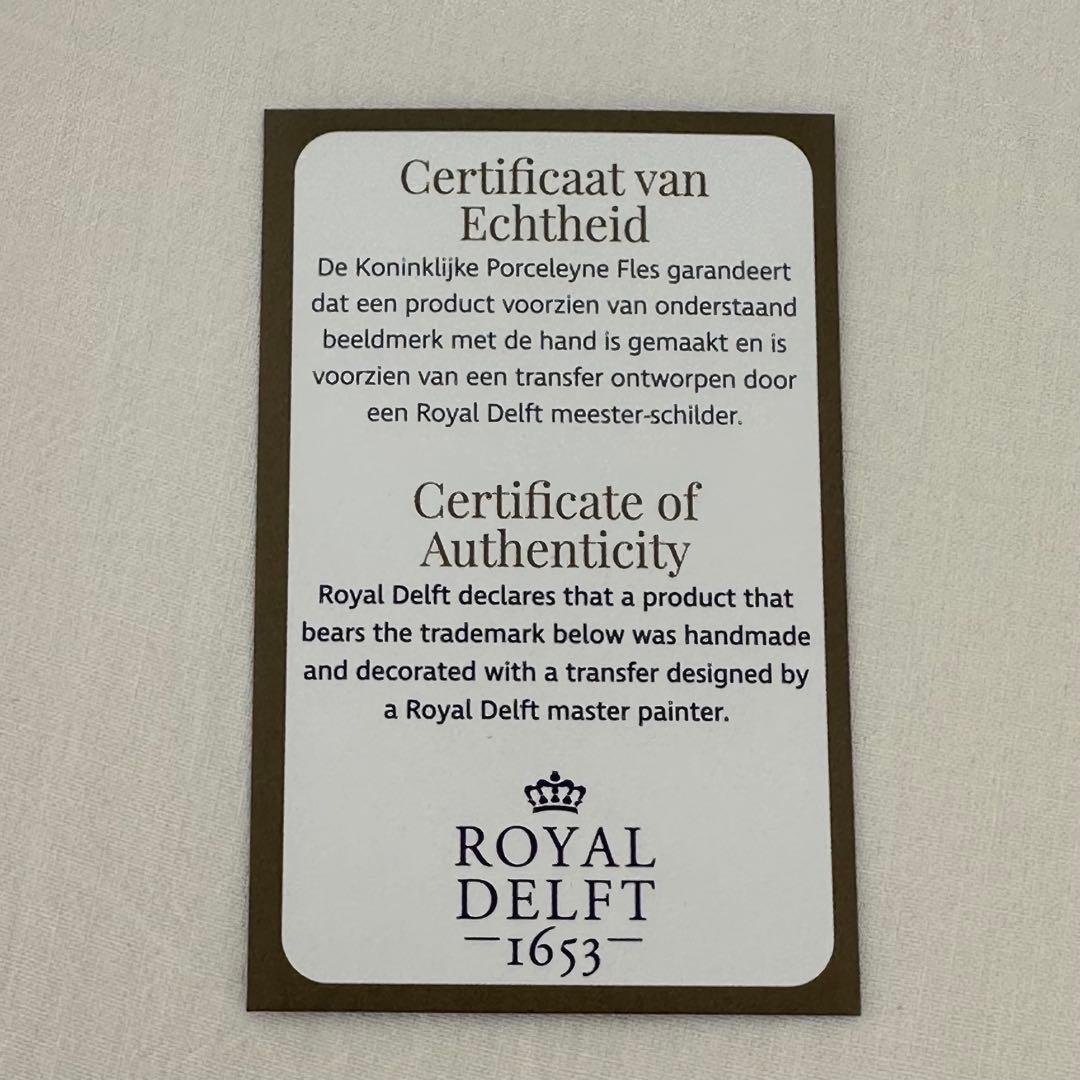 Certificaat van
Echtheid
De Koninklijke Porceleyne Fles garandeert
dat een product voorzien van onderstaand
beeldmerk met de hand is gemaakt en is
voorzien van een transfer ontworpen door
een Royal Delft meester-schilder.
Certificate of
Authenticity
Royal Delft declares that a product that
bears the trademark below was handmade
and decorated with a transfer designed by
a Royal Delft master painter.
ROYAL
DELFT
—1653—